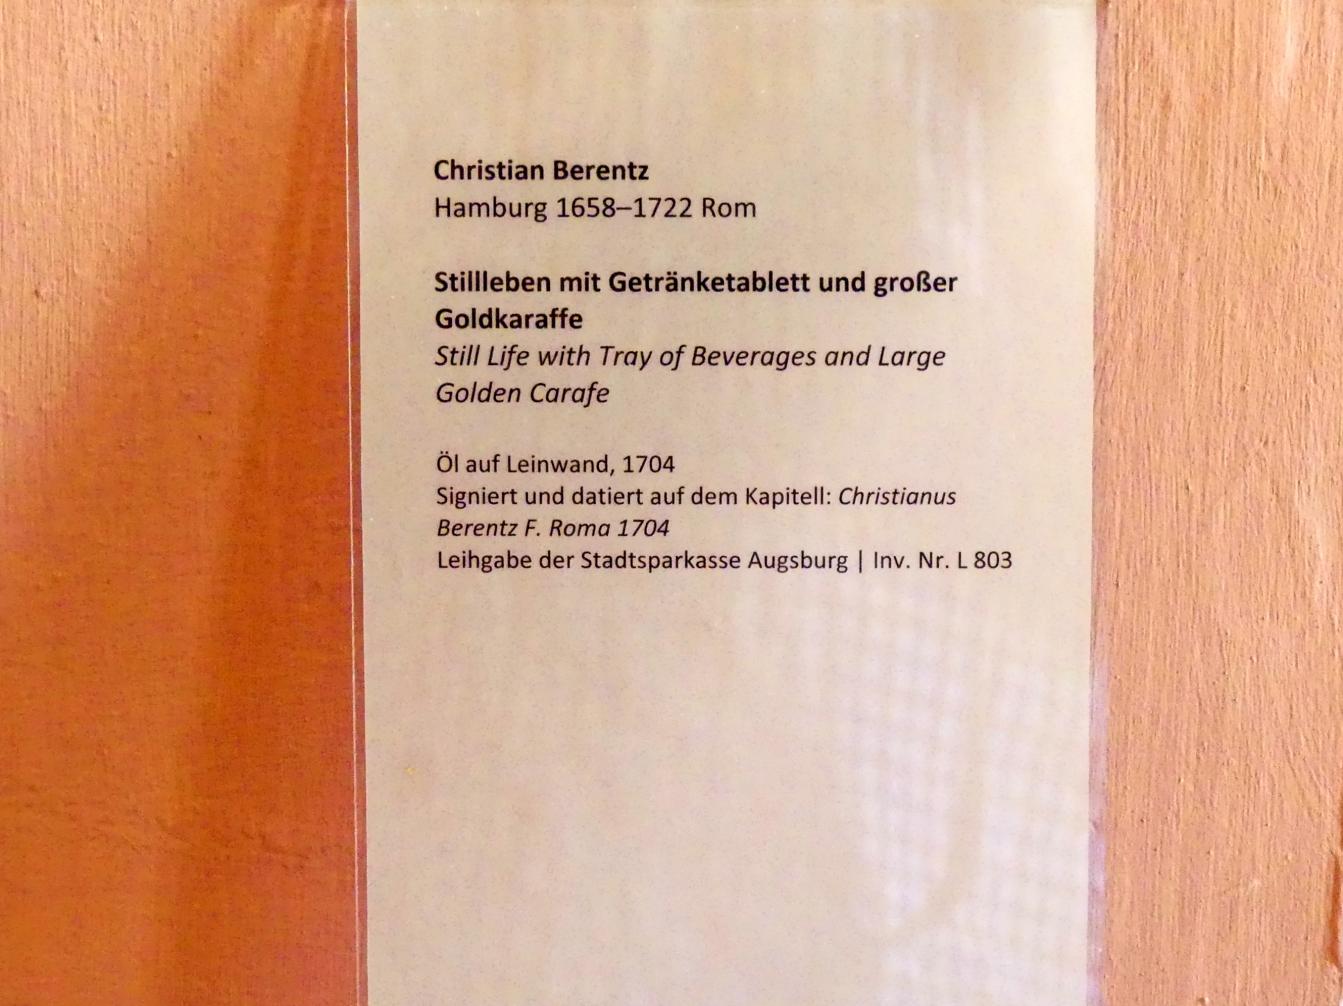 Christian Berentz
Hamburg 1658–1722 Rom
Stillleben mit Getränketablett und großer
Goldkaraffe
Still Life with Tray of Beverages and Large
Golden Carafe
Öl auf Leinwand, 1704
Signiert und datiert auf dem Kapitell: Christianus
Berentz F. Roma 1704
Leihgabe der Stadtsparkasse Augsburg | Inv. Nr. L 803